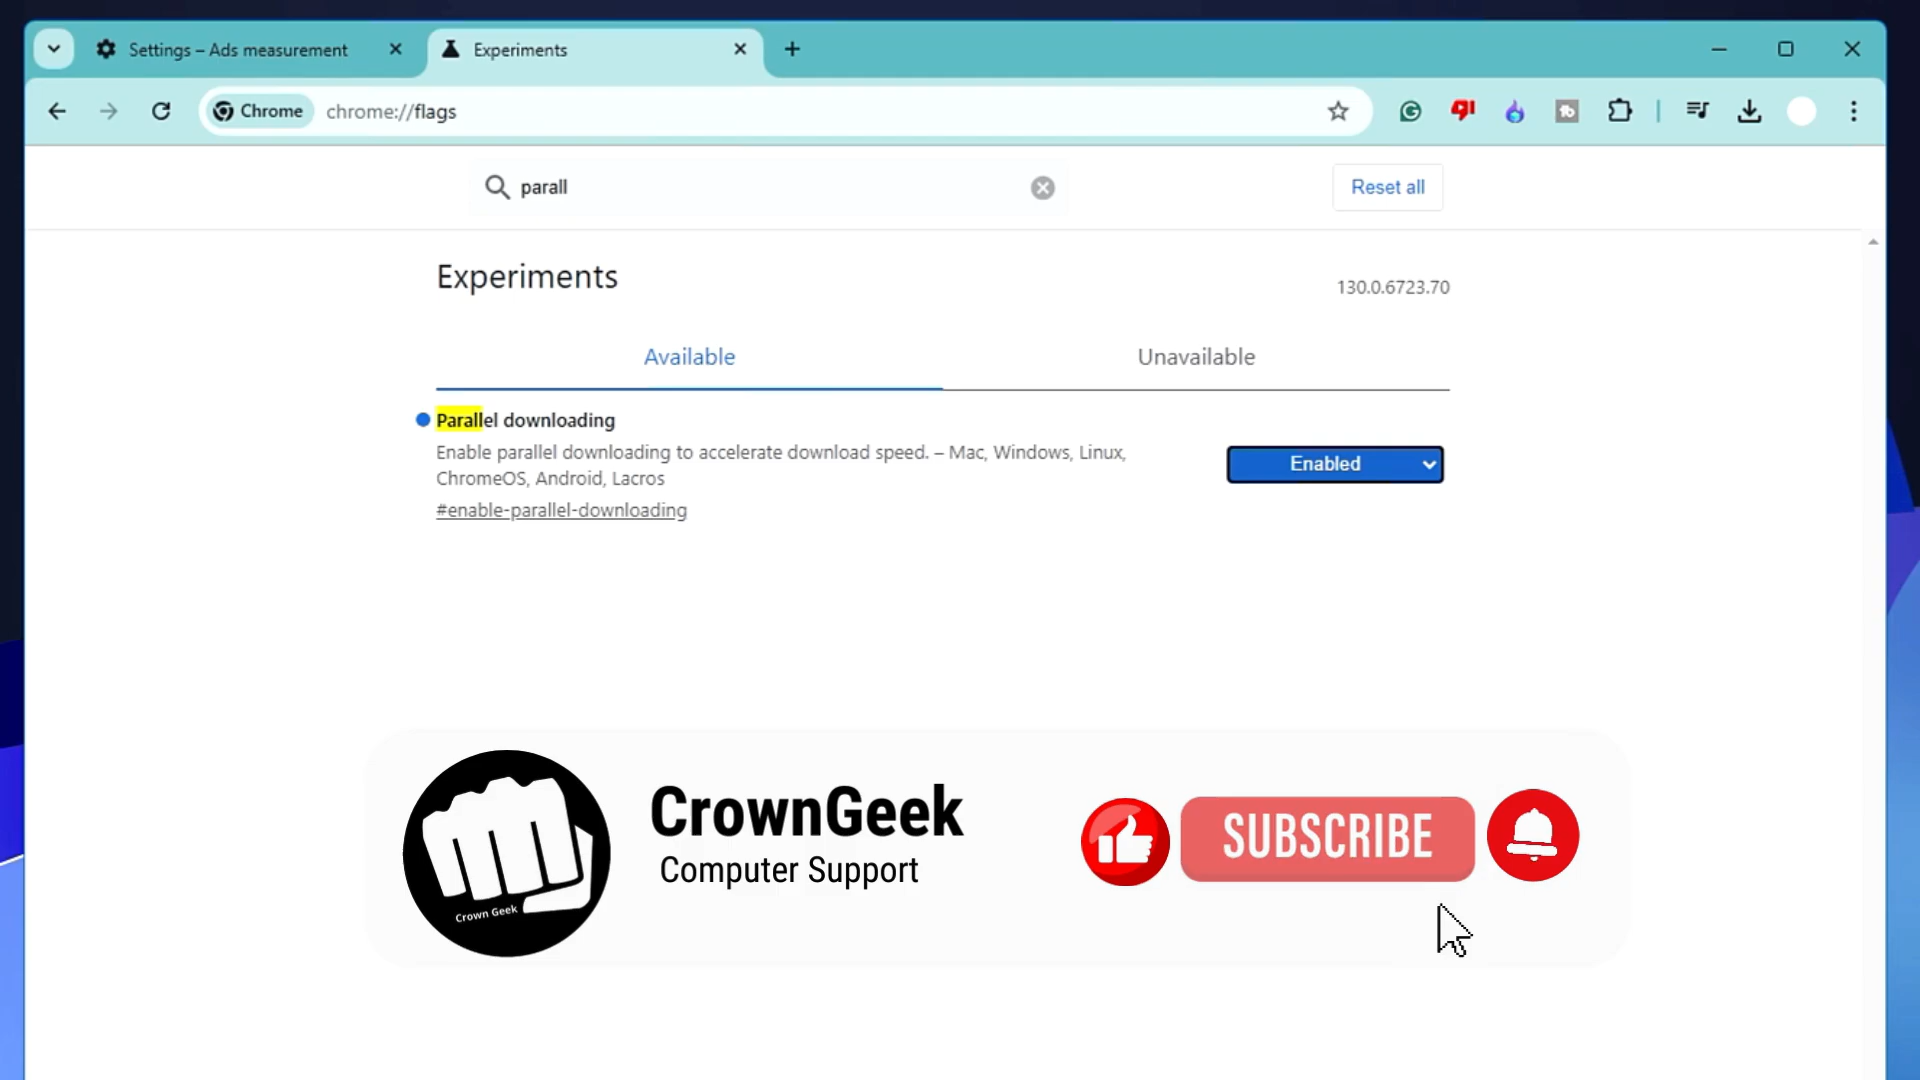 Settings – Ads measurement
Experiments
Chrome
chrome://flags
parall
Reset all
Experiments
130.0.6723.70
Available
Unavailable
Parallel downloading
Enable parallel downloading to accelerate download speed. – Mac, Windows, Linux,
ChromeOS, Android, Lacros
Enabled
#enable-parallel-downloading
CrownGeek
Computer Support
Crown Geek
SUBSCRIBE